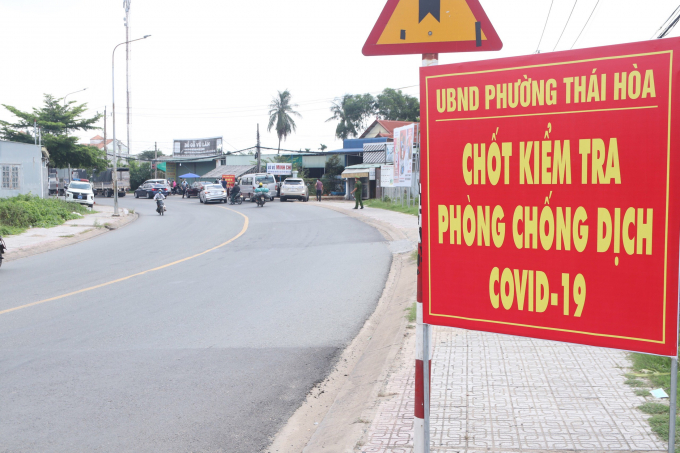 UBND PHƯỜNG THÁI HÒA
CHỐT KIỂM TRA
PHÒNG CHỐNG DỊCH
COVID-19